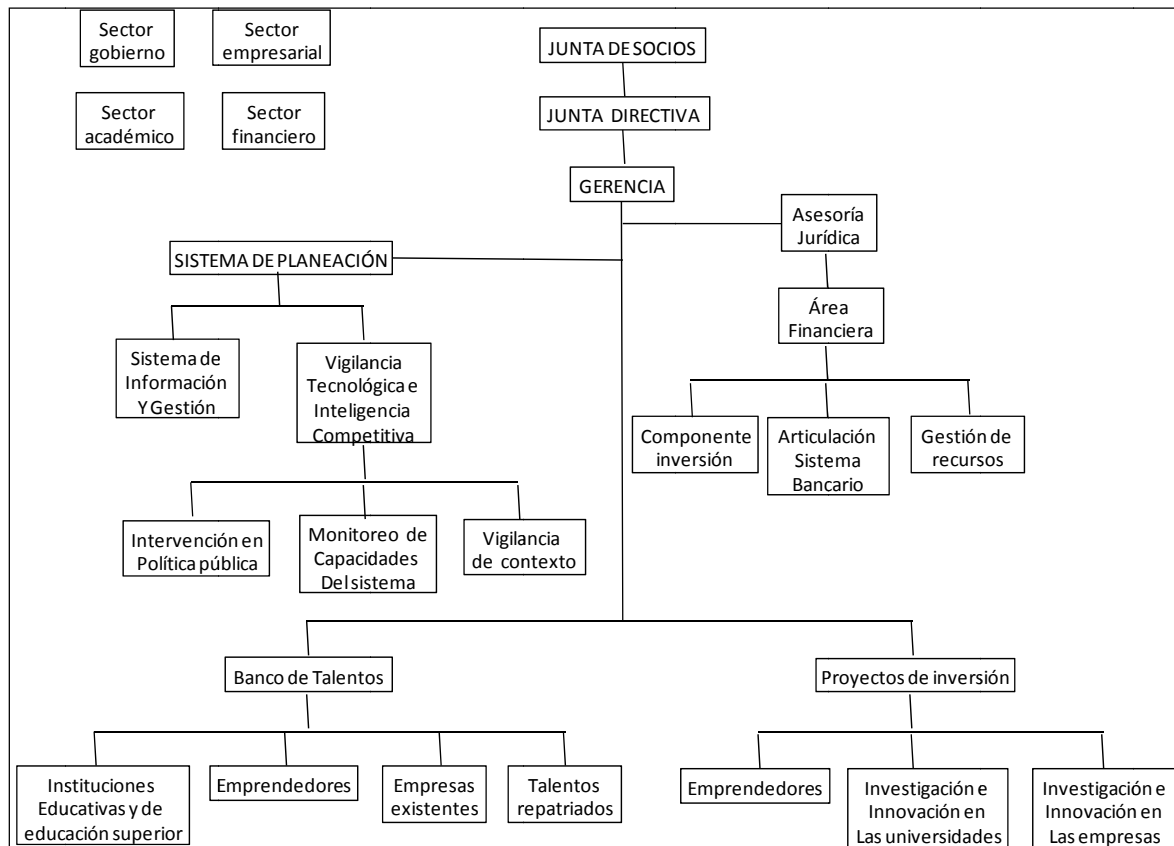 Sector
gobierno
Sector
empresarial
JUNTA DE SOCIOS
Sector
académico
Sector
financiero
JUNTA DIRECTIVA
GERENCIA
Asesoría
Jurídica
SISTEMA DE PLANEACIÓN
Área
Financiera
Sistema de
Información
Y Gestión
Vigilancia
Tecnológica e
Inteligencia
Competitiva
Componente
inversión
Articulación
Sistema
Bancario
Gestión de
recursos
Intervención en
Política pública
Monitoreo de
Capacidades
Del sistema
Vigilancia
de contexto
Banco de Talentos
Proyectos de inversión
Instituciones
Educativas y de
educación superior
Emprendedores
Empresas
existentes
Talentos
repatriados
Emprendedores
Investigación e
Innovación en
Las universidades
Investigación e
Innovación en
Las empresas